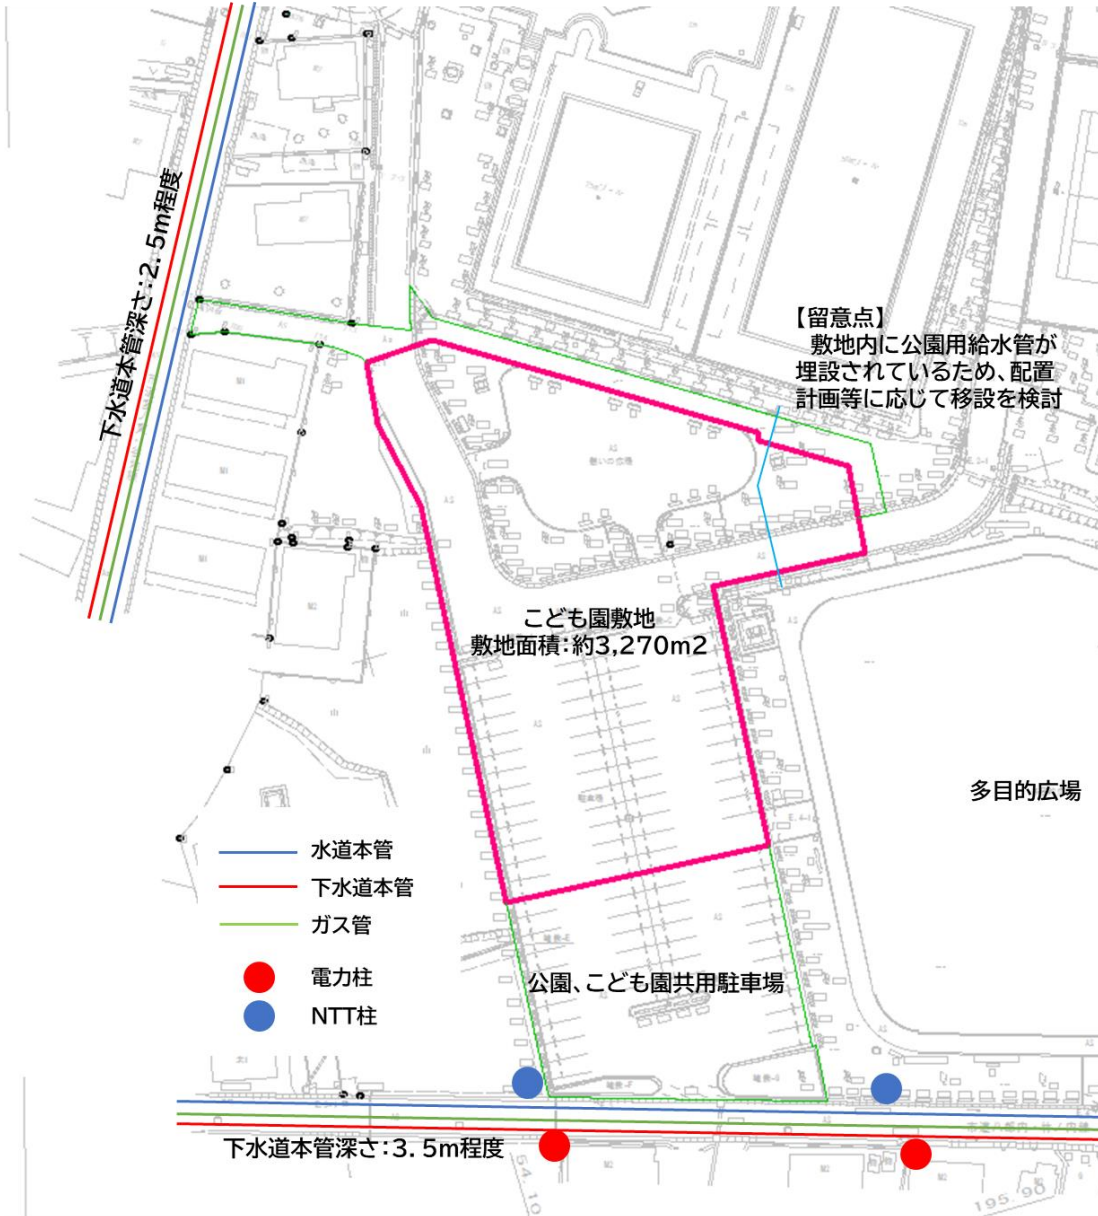 下水道本管深さ:2.5m程度
【留意点】
敷地内に公園用給水管が
埋設されているため、配置
計画等に応じて移設を検討
こども園敷地
敷地面積:約3,270m2
多目的広場
水道本管
下水道本管
ガス管
電力柱
NTT柱
公園、こども園共用駐車場
下水道本管深さ:3.5m程度
54.10
195.90